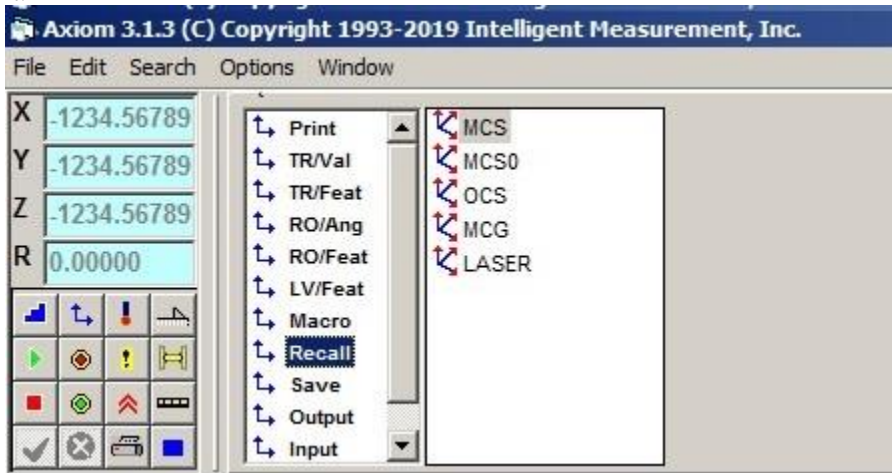 Axiom 3.1.3 (C) Copyright 1993-2019 Intelligent Measurement, Inc.
File Edit Search Options Window
X -1234.56789
Y -1234.56789
Z -1234.56789
R 0.00000
Print
TR/Val
TR/Feat
RO/Ang
RO/Feat
LV/Feat
Macro
Recall
Save
Output
Input
MCS
MCS0
OCS
MCG
LASER